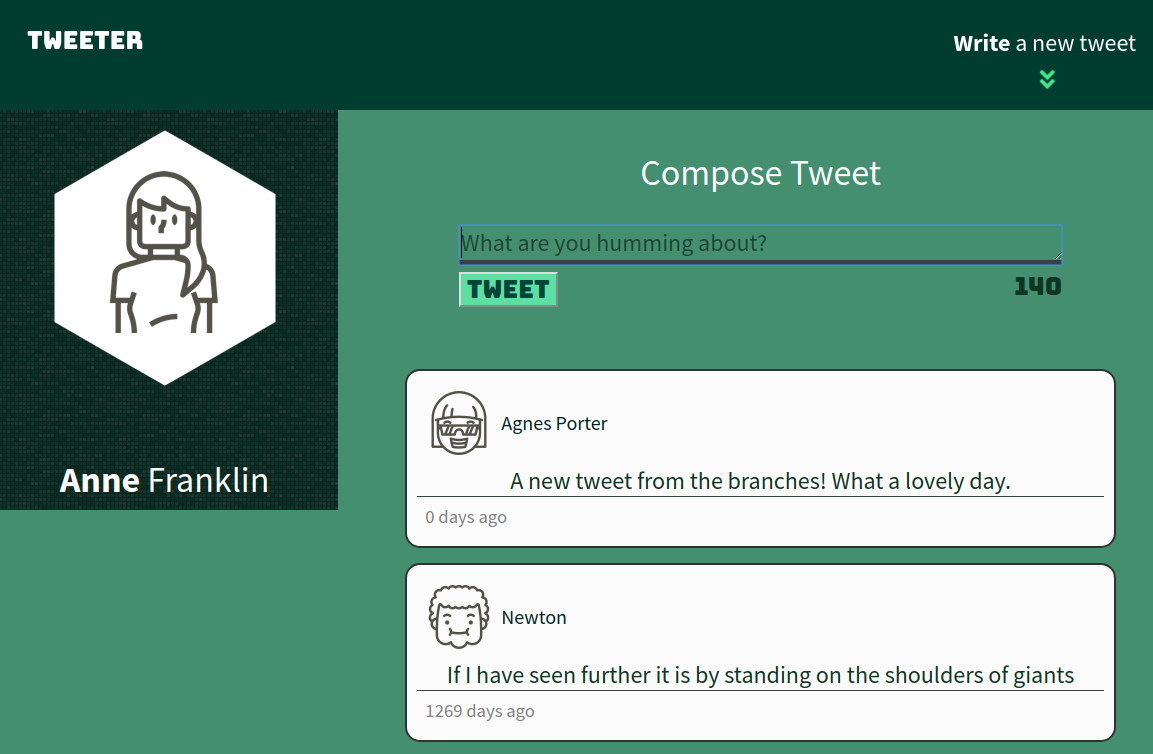 TWEETER
Write a new tweet
Anne Franklin
Compose Tweet
What are you humming about?
TWEET
140
Agnes Porter
A new tweet from the branches! What a lovely day.
0 days ago
Newton
If I have seen further it is by standing on the shoulders of giants
1269 days ago